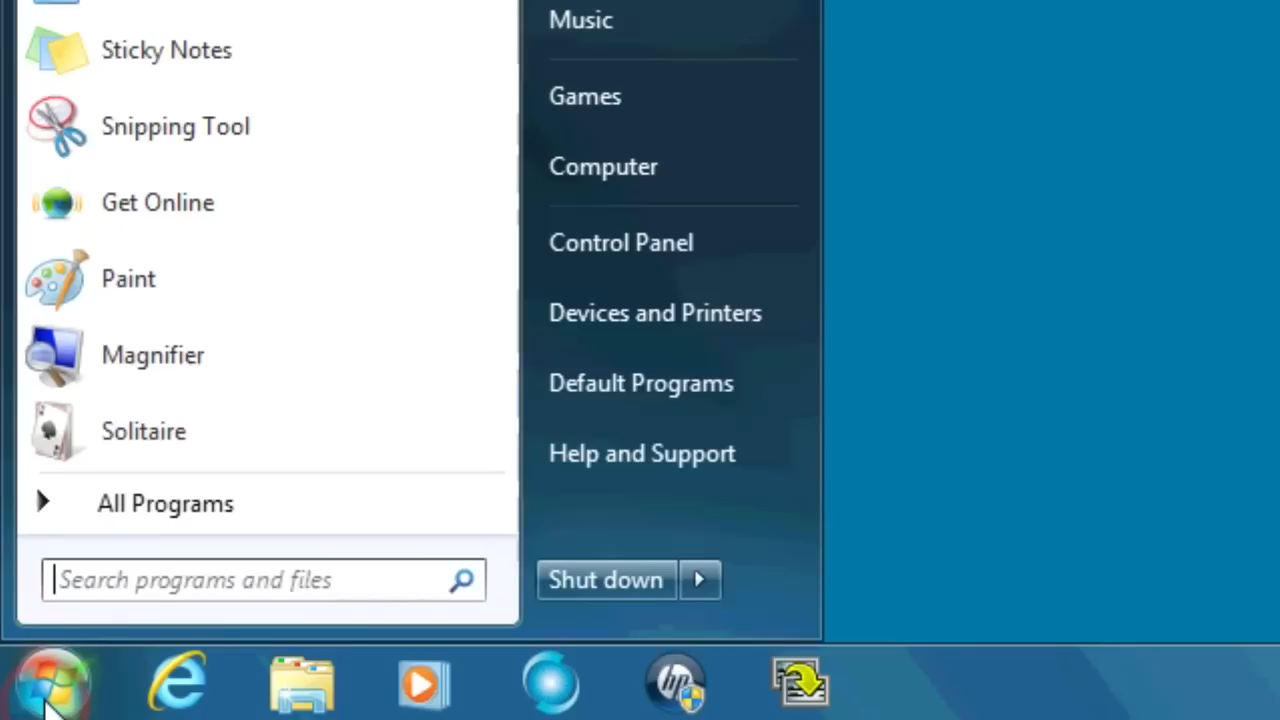 Sticky Notes
Snipping Tool
Get Online
Paint
Magnifier
Solitaire
All Programs
Search programs and files
Music
Games
Computer
Control Panel
Devices and Printers
Default Programs
Help and Support
Shut down
hp